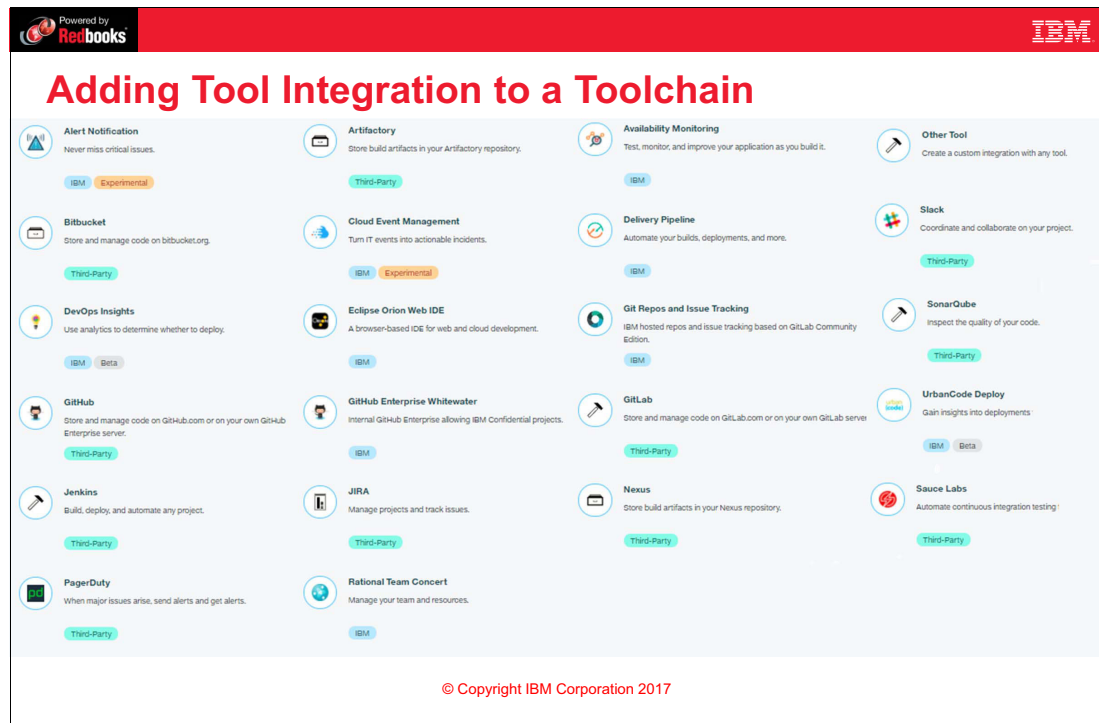 Powered by
Redbooks
IBM
Adding Tool Integration to a Toolchain
Alert Notification
Never miss critical issues.
IBM Experimental
Artifactory
Store build artifacts in your Artifactory repository.
Third-Party
Availability Monitoring
Test, monitor, and improve your application as you build it.
IBM
Other Tool
Create a custom integration with any tool.
Bitbucket
Store and manage code on bitbucket.org.
Third-Party
Cloud Event Management
Turn IT events into actionable incidents.
IBM Experimental
Delivery Pipeline
Automate your builds, deployments, and more.
IBM
Slack
Coordinate and collaborate on your project.
Third-Party
DevOps Insights
Use analytics to determine whether to deploy.
IBM Beta
Eclipse Orion Web IDE
A browser-based IDE for web and cloud development.
IBM
Git Repos and Issue Tracking
IBM hosted repos and issue tracking based on GitLab Community
Edition.
IBM
SonarQube
Inspect the quality of your code.
Third-Party
GitHub
Store and manage code on GitHub.com or on your own GitHub
Enterprise server.
Third-Party
GitHub Enterprise Whitewater
Internal GitHub Enterprise allowing IBM Confidential projects.
IBM
GitLab
Store and manage code on GitLab.com or on your own GitLab server
Third-Party
UrbanCode Deploy
Gain insights into deployments
IBM Beta
Jenkins
Build, deploy, and automate any project.
Third-Party
JIRA
Manage projects and track issues.
Third-Party
Nexus
Store build artifacts in your Nexus repository.
Third-Party
Sauce Labs
Automate continuous integration testing
Third-Party
pd
PagerDuty
When major issues arise, send alerts and get alerts.
Third-Party
Rational Team Concert
Manage your team and resources.
IBM
© Copyright IBM Corporation 2017